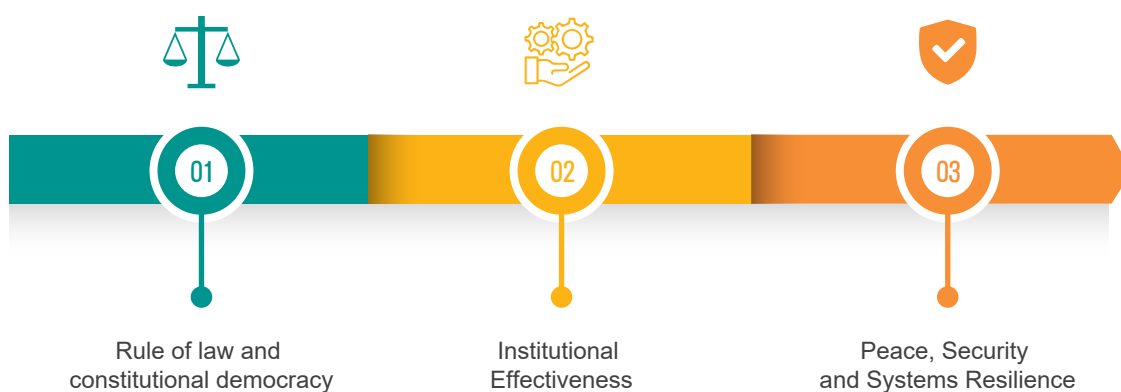 01
02
03
Rule of law and
constitutional democracy
Institutional
Effectiveness
Peace, Security
and Systems Resilience